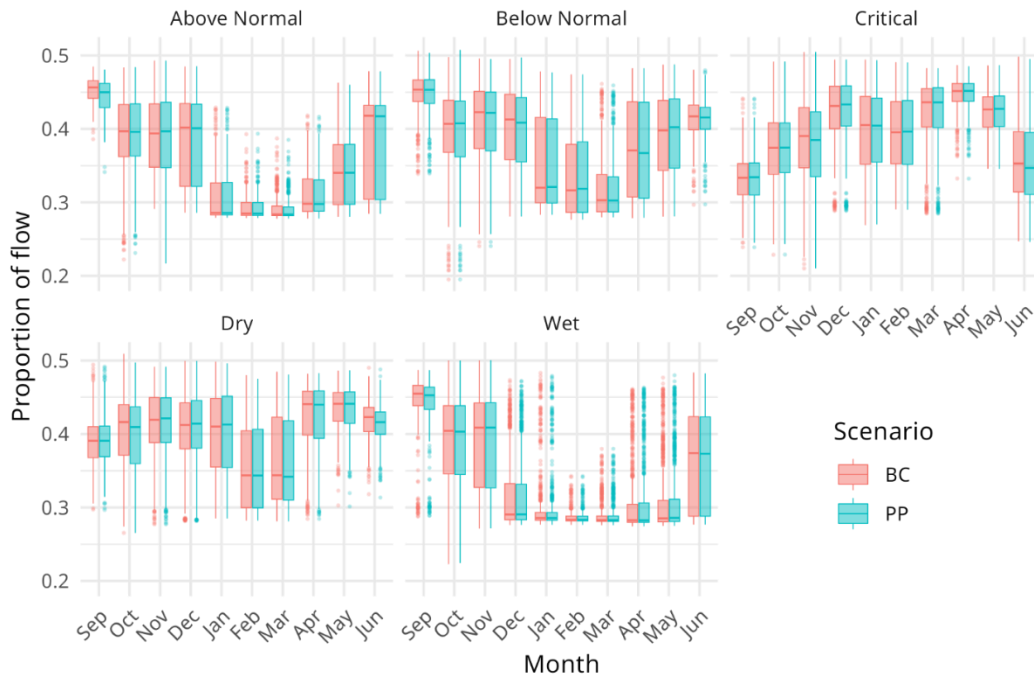 Above Normal
Below Normal
Critical
0.5
0.4
0.3
0.2
Sep Oct Nov Dec Jan Feb Mar Apr May Jun
Dry
Wet
0.5
0.4
0.3
0.2
Sep Oct Nov Dec Jan Feb Mar Apr May Jun
Sep Oct Nov Dec Jan Feb Mar Apr May Jun
Proportion of flow
Month
Scenario
BC
PP